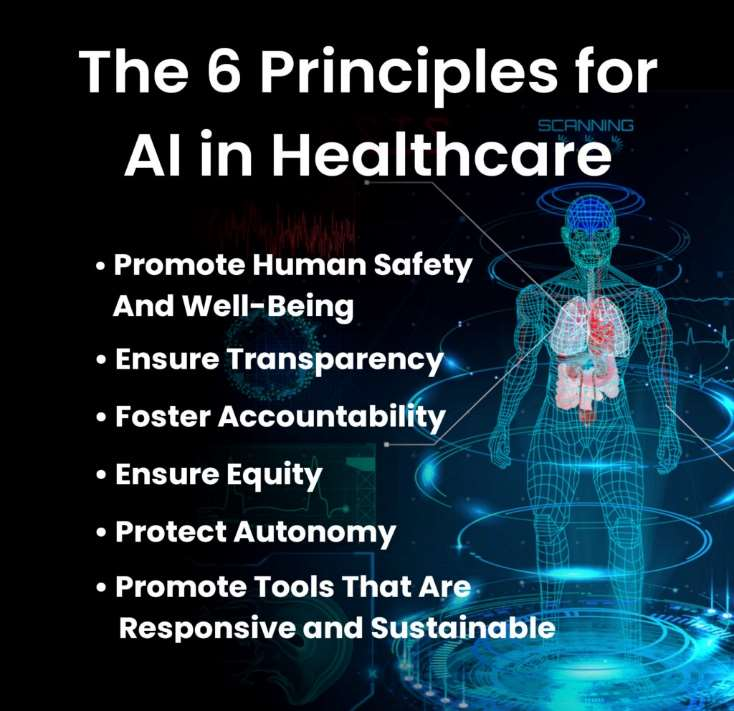 The 6 Principles for
SCANNING
AI in Healthcare
• Promote Human Safety
And Well-Being
• Ensure Transparency
• Foster Accountability
• Ensure Equity
• Protect Autonomy
• Promote Tools That Are
Responsive and Sustainable